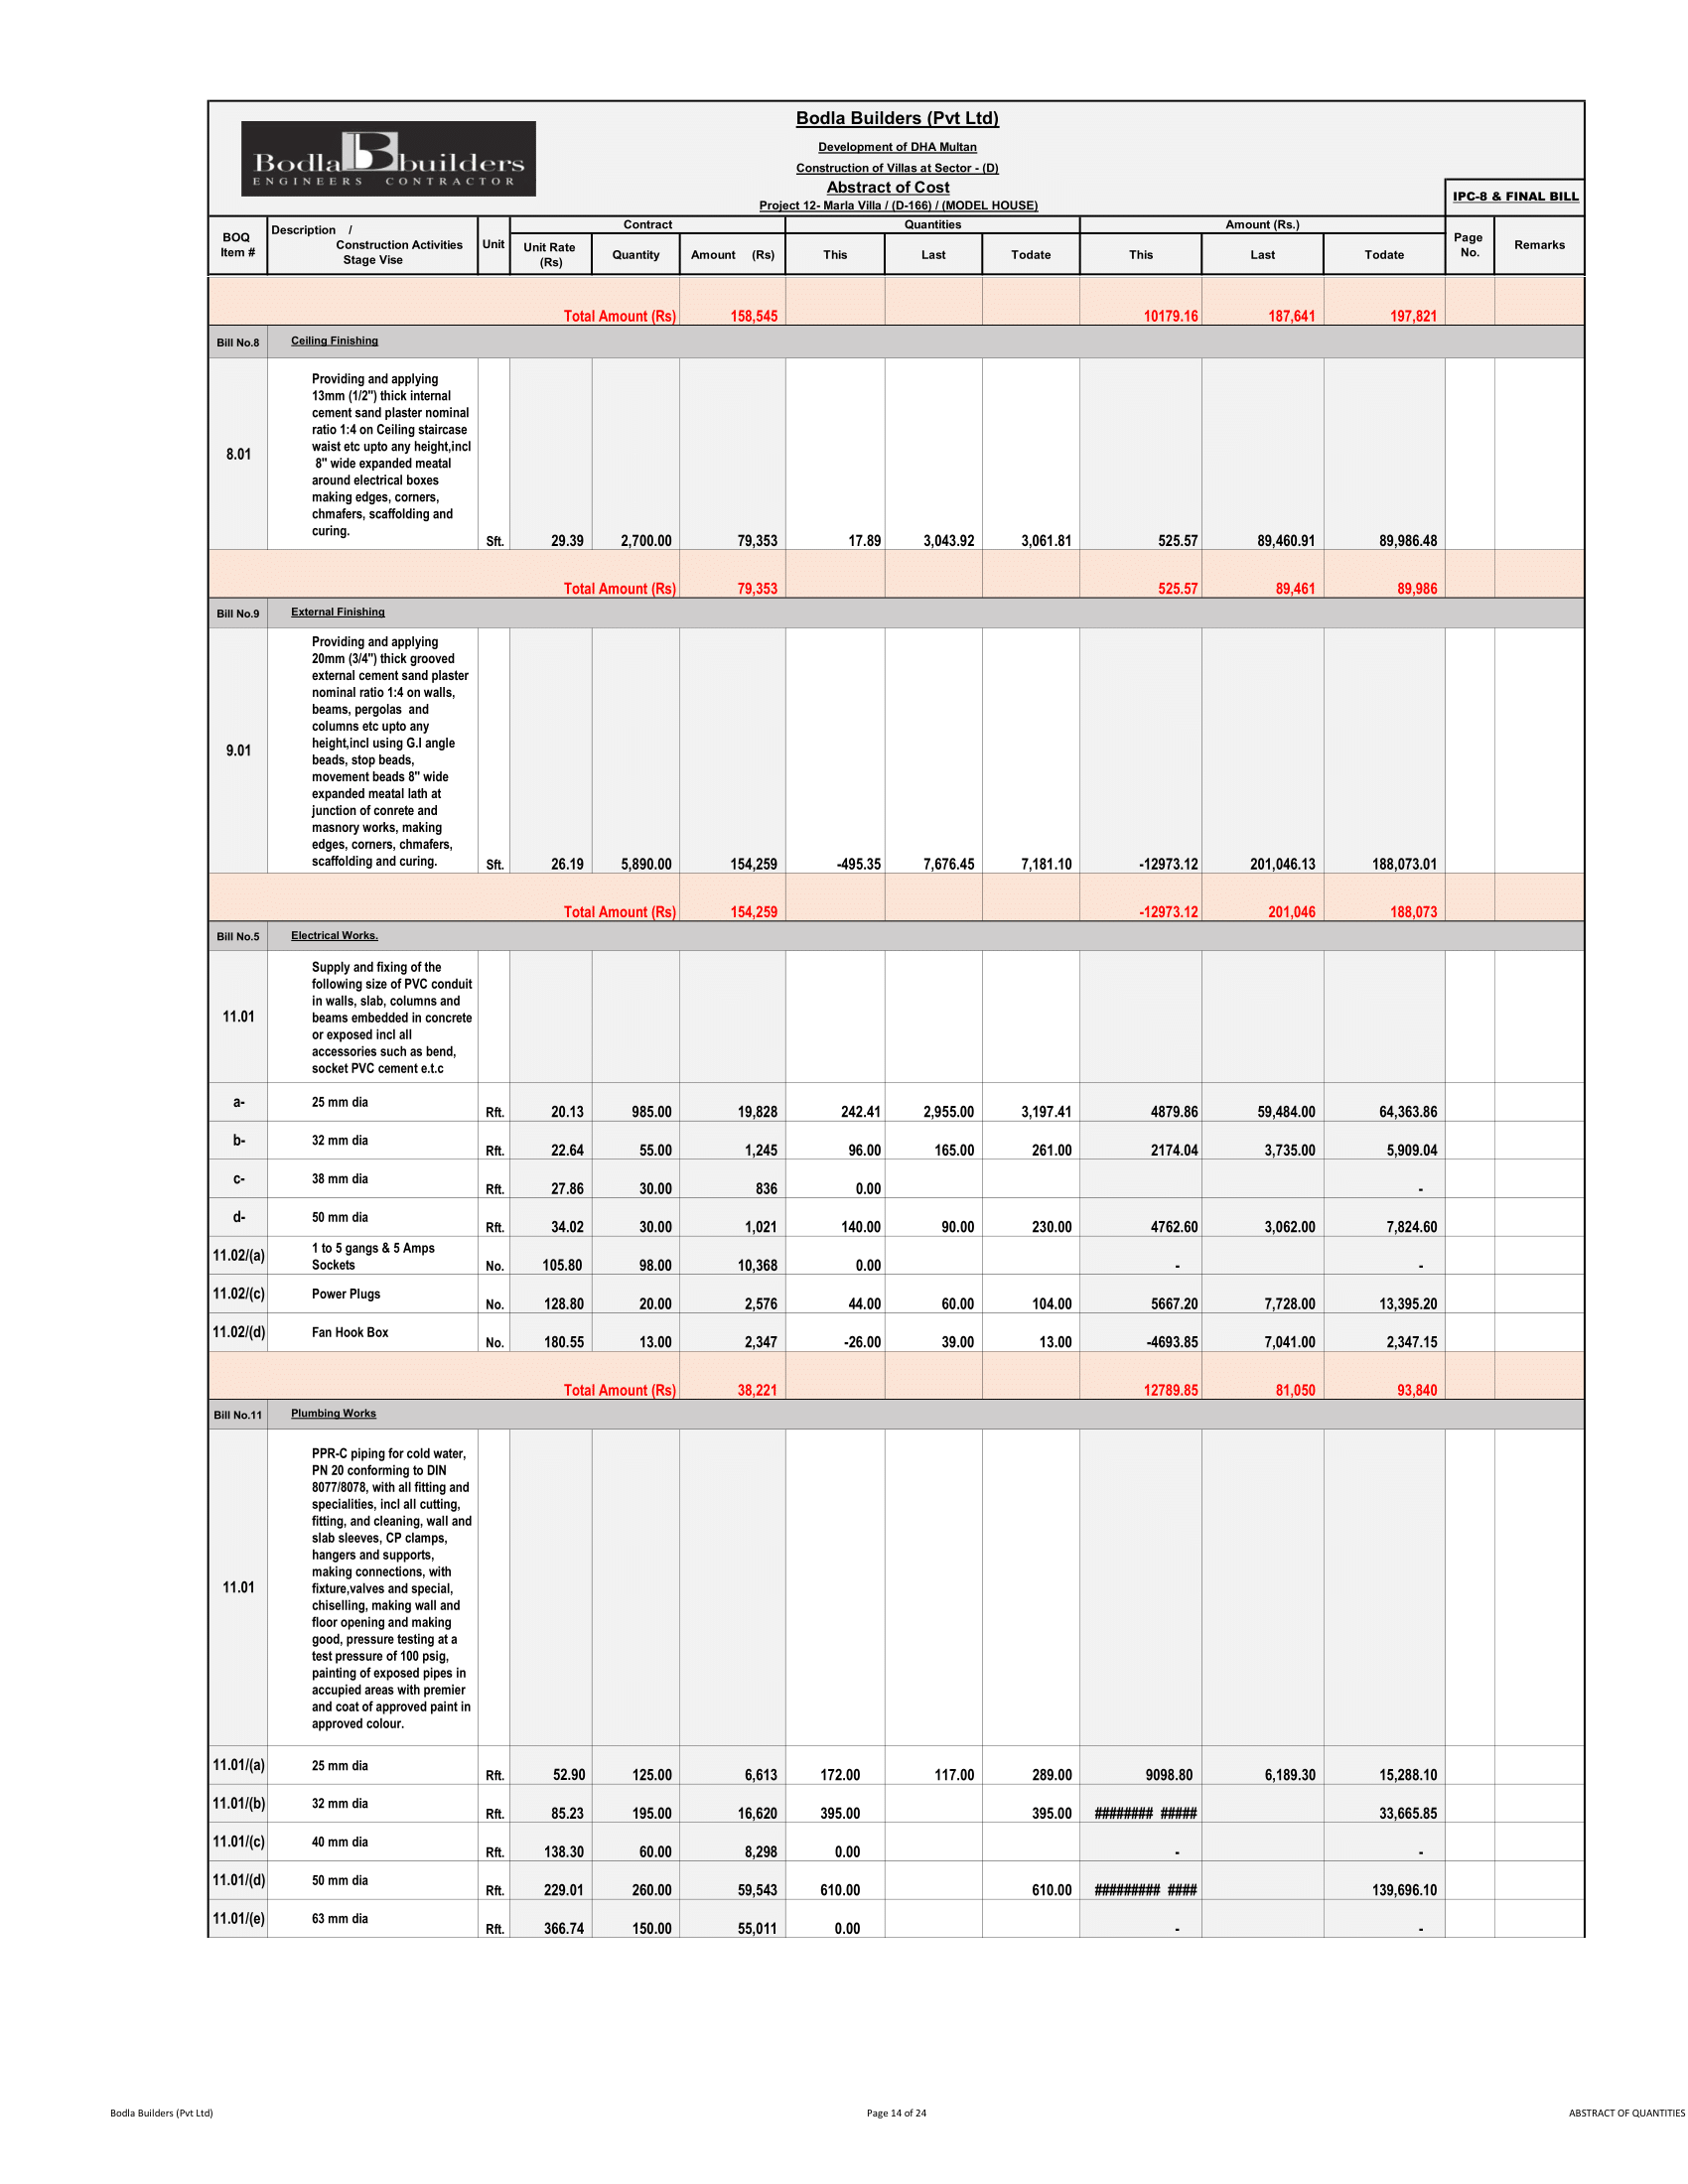 Bodla Builders (Pvt Ltd)
Bodla B builders
ENGINEERS CONTRACTOR
Development of DHA Multan
Construction of Villas at Sector - (D)
Abstract of Cost
IPC-8 & FINAL BILL
Project 12- Marla Villa / (D-166) / (MODEL HOUSE)
BOQ Item # Description / Construction Activities Stage Vise Unit Contract Quantities Amount (Rs.) Page No. Remarks
Unit Rate (Rs) Quantity Amount (Rs) This Last Todate This Last Todate
Total Amount (Rs) 158,545 10179.16 187,641 197,821
Bill No.8 Ceiling Finishing
Providing and applying
13mm (1/2") thick internal
cement sand plaster nominal
ratio 1:4 on Ceiling staircase
waist etc upto any height,incl
8.01
8" wide expanded meatal
around electrical boxes
making edges, corners,
chmafers, scaffolding and
curing.
Sft. 29.39 2,700.00 79,353 17.89 3,043.92 3,061.81 525.57 89,460.91 89,986.48
Total Amount (Rs) 79,353 525.57 89,461 89,986
Bill No.9 External Finishing
Providing and applying
20mm (3/4") thick grooved
external cement sand plaster
nominal ratio 1:4 on walls,
beams, pergolas and
columns etc upto any
height,incl using G.I angle
9.01 beads, stop beads,
movement beads 8" wide
expanded meatal lath at
junction of conrete and
masnory works, making
edges, corners, chmafers,
scaffolding and curing.
Sft. 26.19 5,890.00 154,259 -495.35 7,676.45 7,181.10 -12973.12 201,046.13 188,073.01
Total Amount (Rs) 154,259 -12973.12 201,046 188,073
Bill No.5 Electrical Works.
Supply and fixing of the
following size of PVC conduit
in walls, slab, columns and
11.01 beams embedded in concrete
or exposed incl all
accessories such as bend,
socket PVC cement e.t.c
a- 25 mm dia Rft. 20.13 985.00 19,828 242.41 2,955.00 3,197.41 4879.86 59,484.00 64,363.86
b- 32 mm dia Rft. 22.64 55.00 1,245 96.00 165.00 261.00 2174.04 3,735.00 5,909.04
c- 38 mm dia Rft. 27.86 30.00 836 0.00 -
d- 50 mm dia Rft. 34.02 30.00 1,021 140.00 90.00 230.00 4762.60 3,062.00 7,824.60
11.02/(a) 1 to 5 gangs & 5 Amps
Sockets No. 105.80 98.00 10,368 0.00 - -
11.02/(c) Power Plugs No. 128.80 20.00 2,576 44.00 60.00 104.00 5667.20 7,728.00 13,395.20
11.02/(d) Fan Hook Box No. 180.55 13.00 2,347 -26.00 39.00 13.00 -4693.85 7,041.00 2,347.15
Total Amount (Rs) 38,221 12789.85 81,050 93,840
Bill No.11 Plumbing Works
PPR-C piping for cold water,
PN 20 conforming to DIN
8077/8078, with all fitting and
specialities, incl all cutting,
fitting, and cleaning, wall and
slab sleeves, CP clamps,
hangers and supports,
making connections, with
11.01 fixture,valves and special,
chiselling, making wall and
floor opening and making
good, pressure testing at a
test pressure of 100 psig,
painting of exposed pipes in
accupied areas with premier
and coat of approved paint in
approved colour.
11.01/(a) 25 mm dia Rft. 52.90 125.00 6,613 172.00 117.00 289.00 9098.80 6,189.30 15,288.10
11.01/(b) 32 mm dia Rft. 85.23 195.00 16,620 395.00 395.00 ######## ##### 33,665.85
11.01/(c) 40 mm dia Rft. 138.30 60.00 8,298 0.00 - -
11.01/(d) 50 mm dia Rft. 229.01 260.00 59,543 610.00 610.00 ######### #### 139,696.10
11.01/(e) 63 mm dia Rft. 366.74 150.00 55,011 0.00 - -
Bodla Builders (Pvt Ltd) Page 14 of 24 ABSTRACT OF QUANTITIES